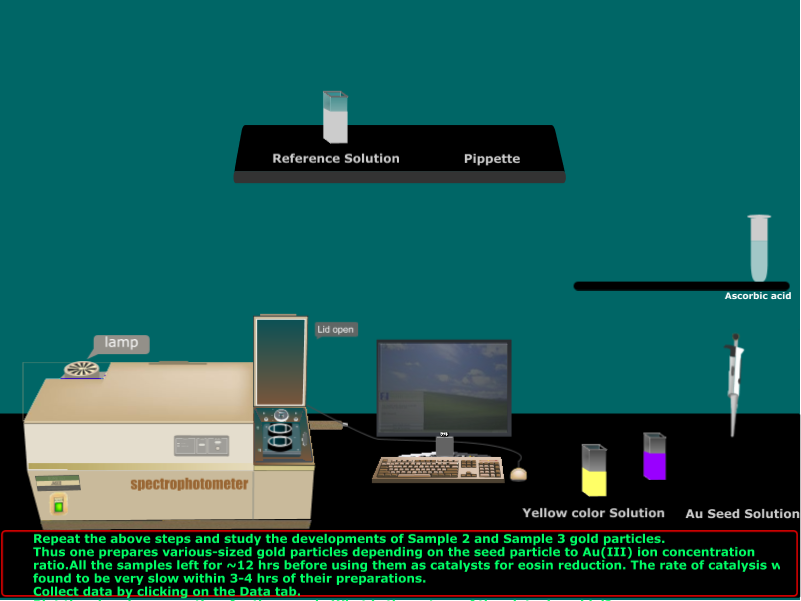 Reference Solution
Pippette
Ascorbic acid
Lid open
lamp
spectrophotometer
Yellow color Solution
Au Seed Solution
Repeat the above steps and study the developments of Sample 2 and Sample 3 gold particles.
Thus one prepares various-sized gold particles depending on the seed particle to Au(III) ion concentration
ratio.All the samples left for ~12 hrs before using them as catalysts for eosin reduction. The rate of catalysis
found to be very slow within 3-4 hrs of their preparations.
Collect data by clicking on the Data tab.